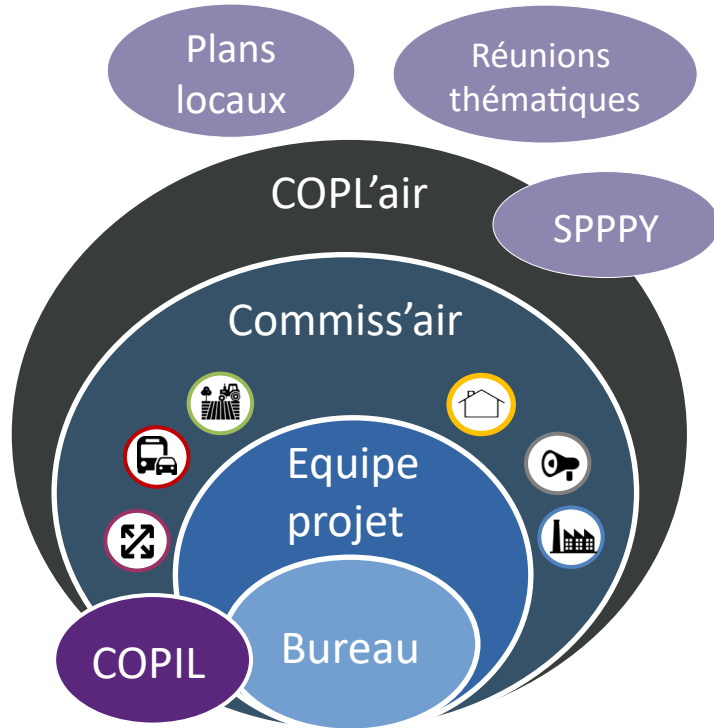 Plans
locaux
Réunions
thématiques
COPL’air
SPPPY
Commiss’air
Equipe
projet
Bureau
COPIL